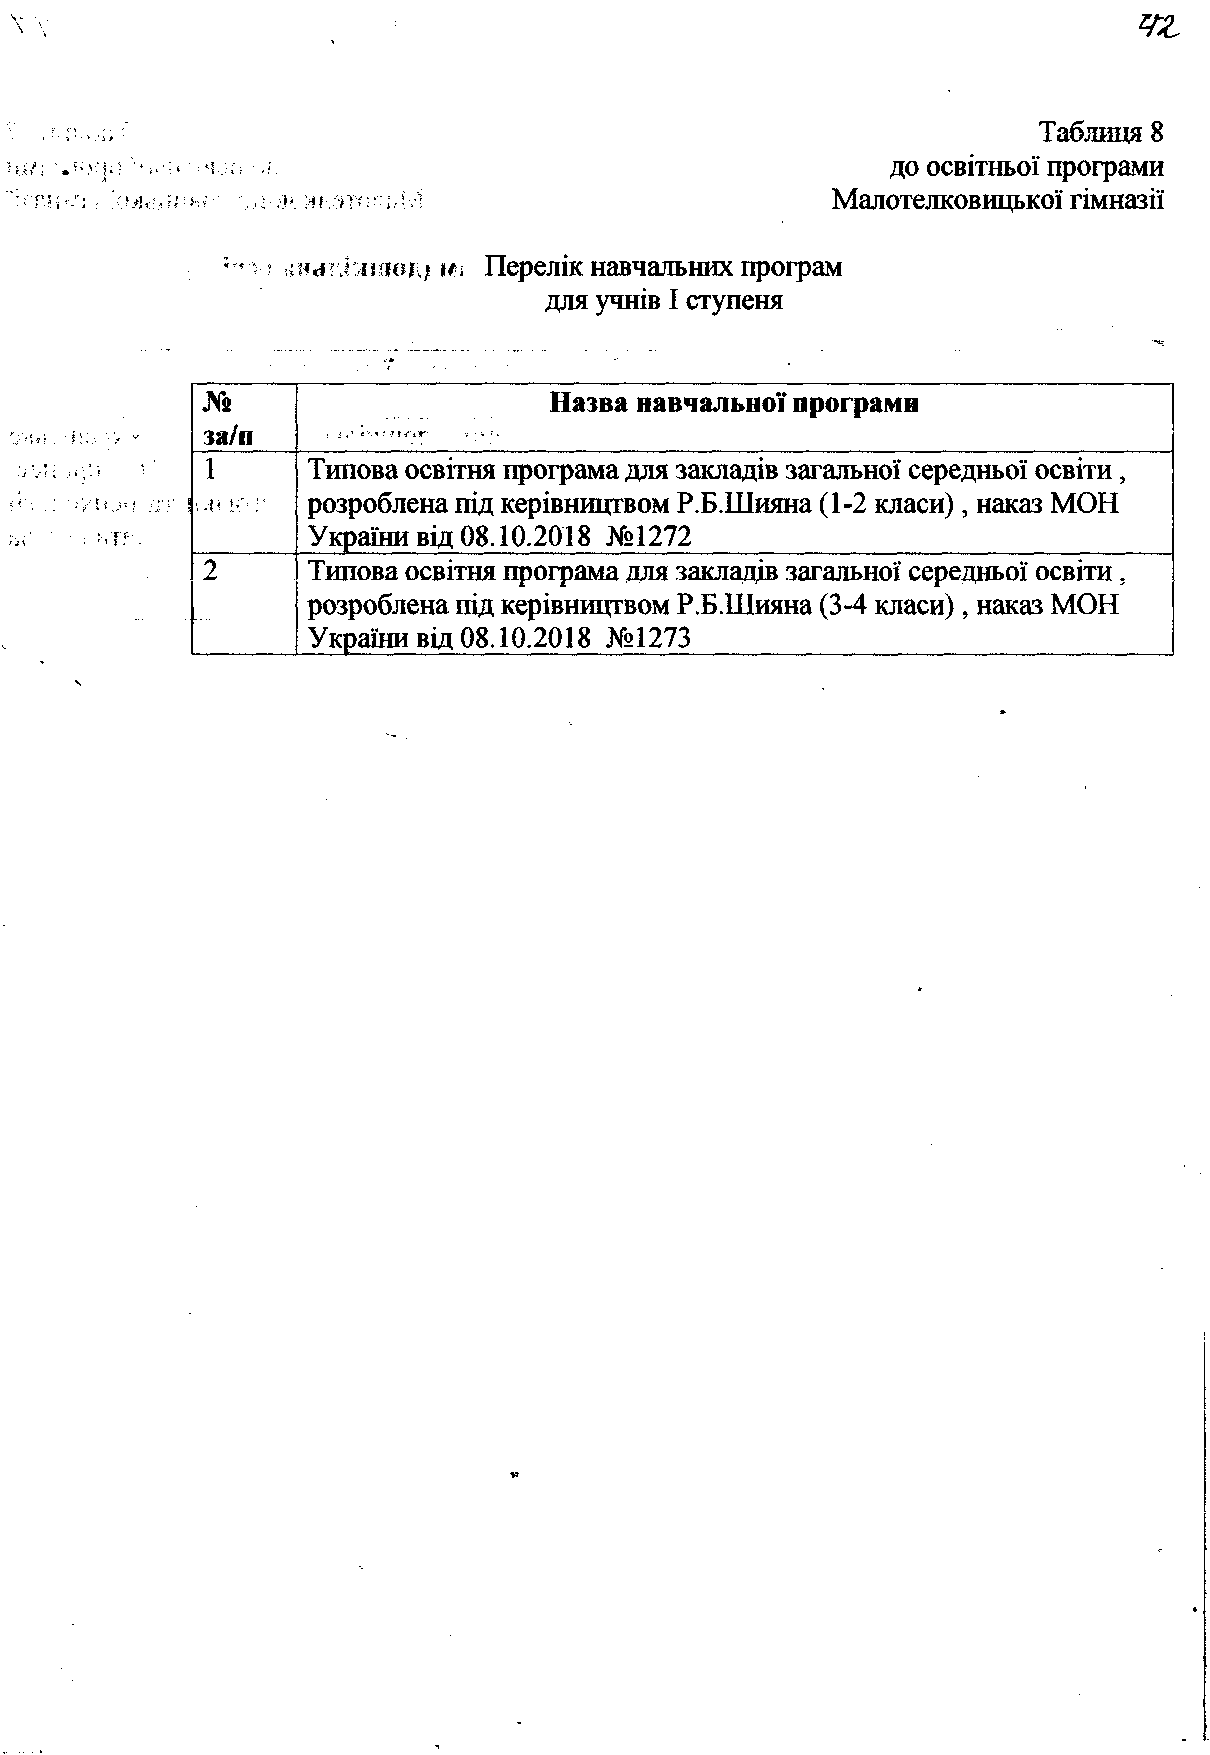 42
Таблиця 8
до освітньої програми
Малотелковицької гімназії
Перелік навчальних програм
для учнів І ступеня
№
за/п
Назва навчальної програми
1
Типова освітня програма для закладів загальної середньої освіти ,
розроблена під керівництвом Р.Б.Шияна (1-2 класи) , наказ МОН
України від 08.10.2018 №1272
2
Типова освітня програма для закладів загальної середньої освіти ,
розроблена під керівництвом Р.Б.Шияна (3-4 класи) , наказ МОН
України від 08.10.2018 №1273